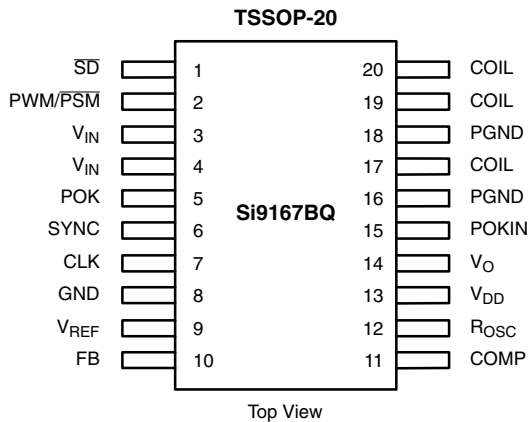 TSSOP-20
SD 1 20 COIL
PWM/PSM 2 19 COIL
VIN 3 18 PGND
VIN 4 17 COIL
POK 5 16 PGND
Si9167BQ
SYNC 6 15 POKIN
CLK 7 14 VO
GND 8 13 VDD
VREF 9 12 ROSC
FB 10 11 COMP
Top View